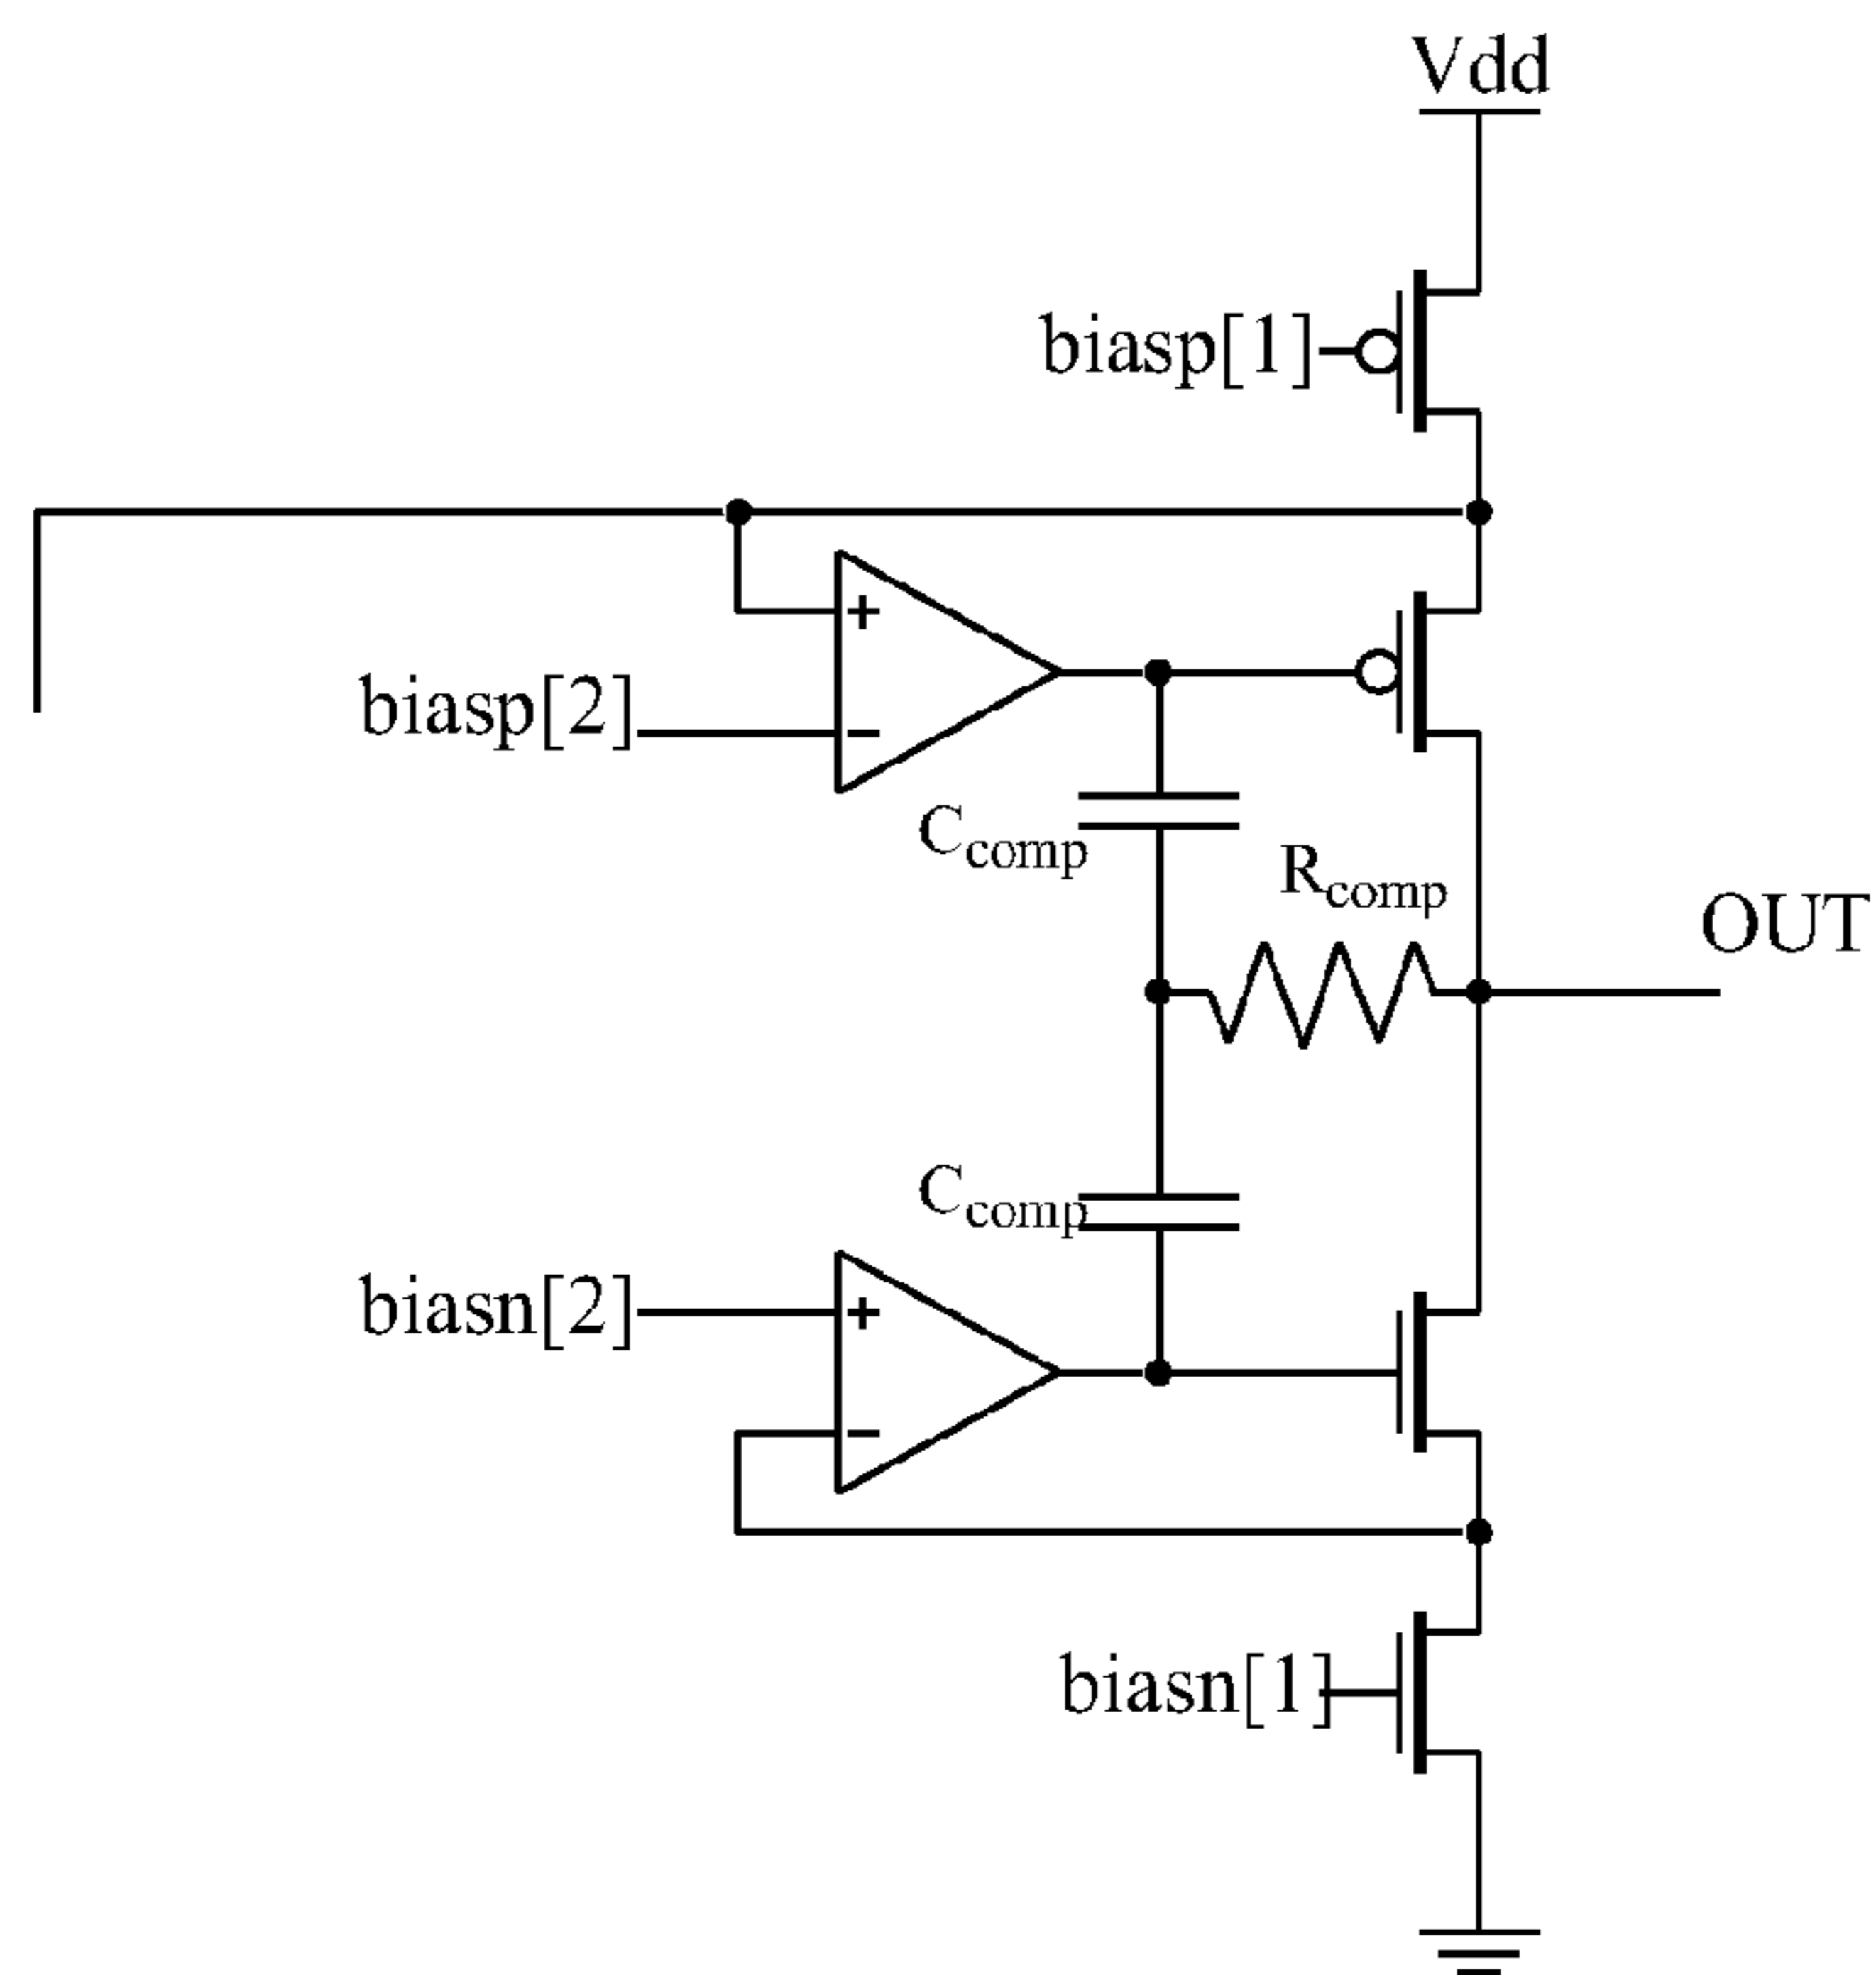 Vdd
biasp[1]
+
biasp[2]
−
Ccomp
Rcomp
OUT
Ccomp
biasn[2]
+
−
biasn[1]